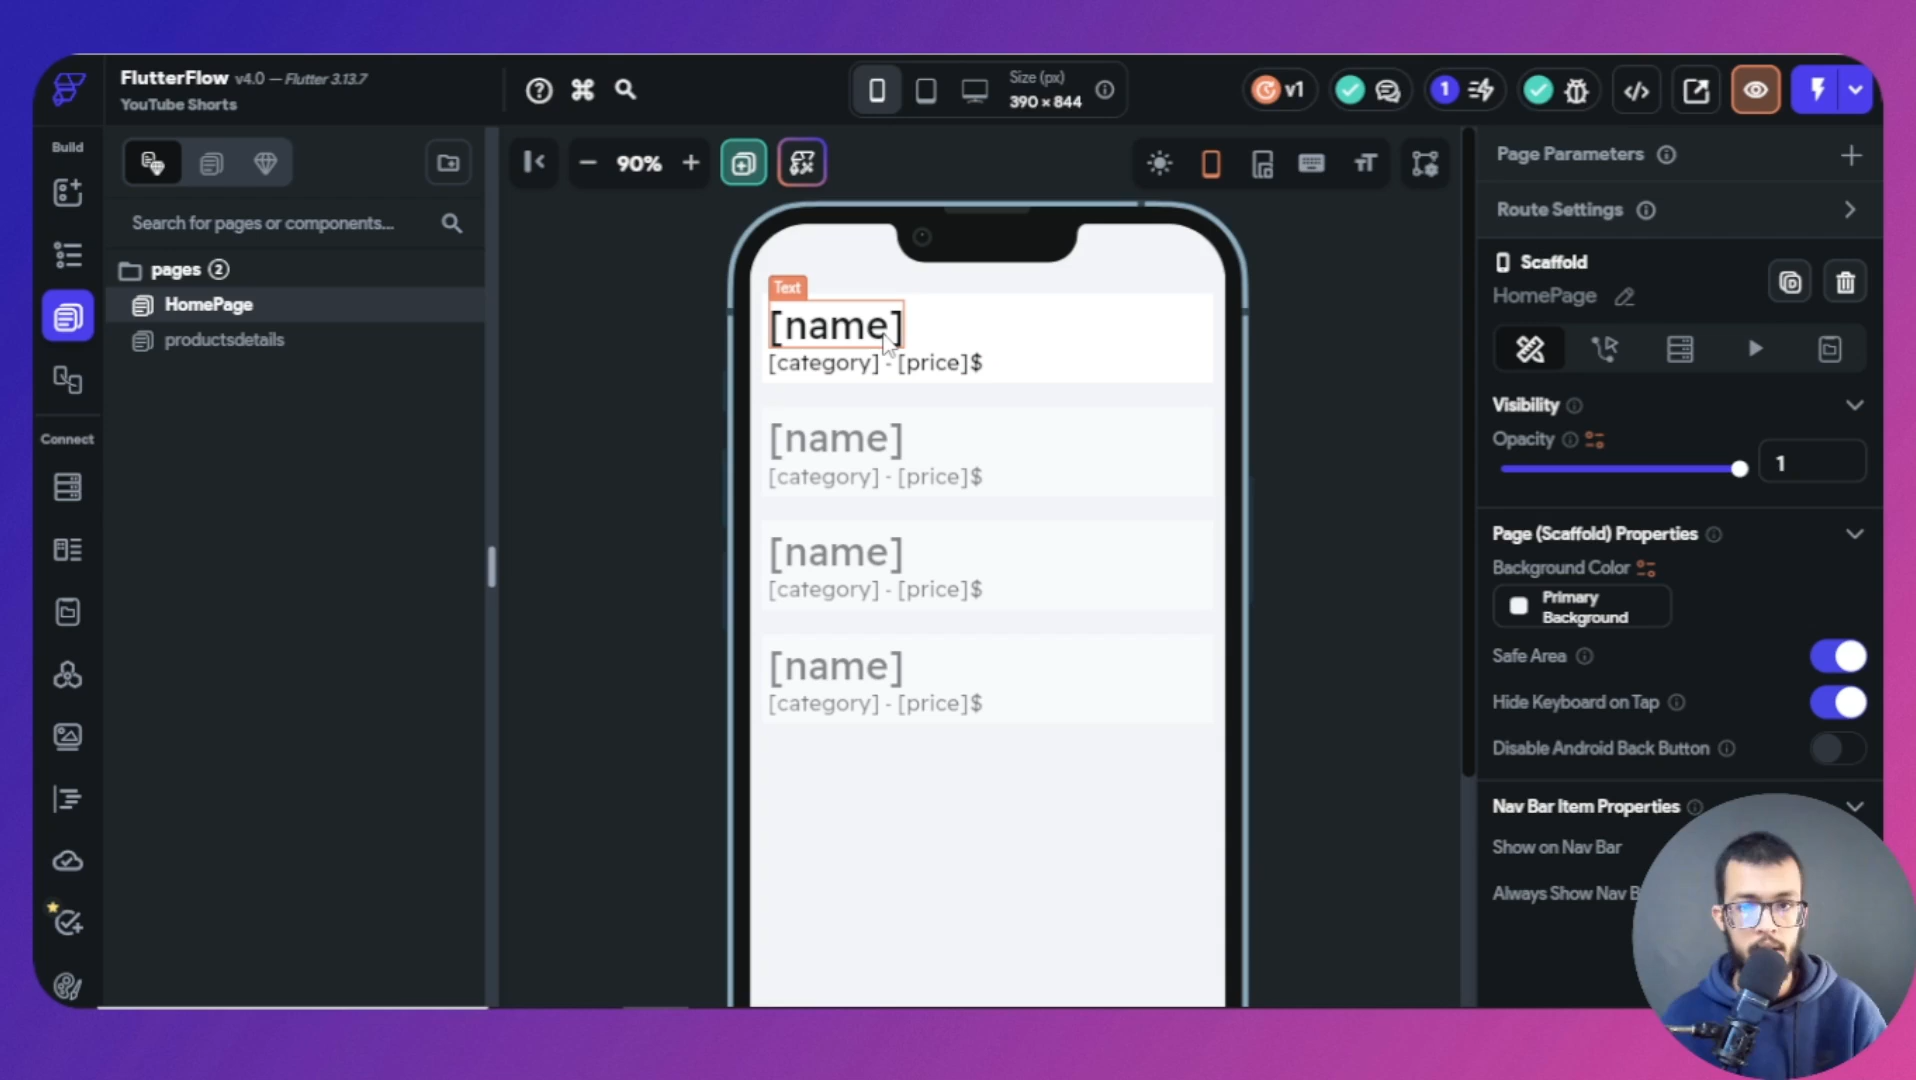 FlutterFlow v4.0 — Flutter 3.13.7
YouTube Shorts
Size (px)
390 × 844
v1
1
Build
90%
Search for pages or components...
pages 2
HomePage
productsdetails
Connect
Text
[name]
[category] - [price]$
[name]
[category] - [price]$
[name]
[category] - [price]$
[name]
[category] - [price]$
Page Parameters
Route Settings
Scaffold
HomePage
Visibility
Opacity
1
Page (Scaffold) Properties
Background Color
Primary
Background
Safe Area
Hide Keyboard on Tap
Disable Android Back Button
Nav Bar Item Properties
Show on Nav Bar
Always Show Nav B